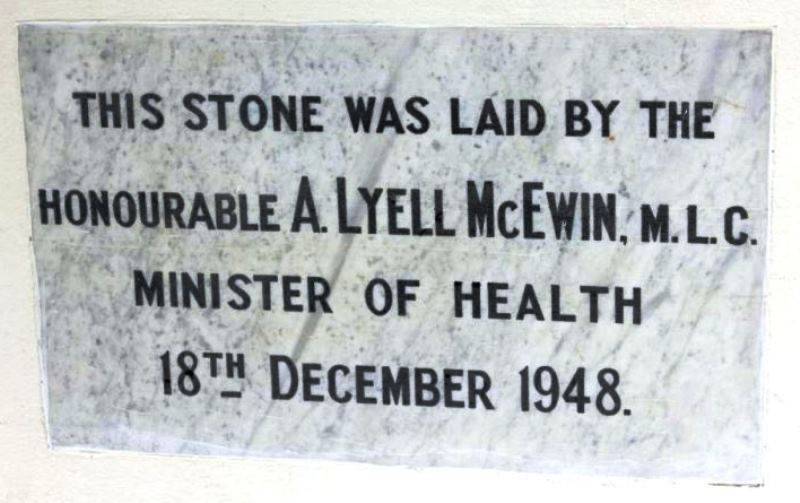 THIS STONE WAS LAID BY THE
HONOURABLE A. LYELL MCEWIN, M.L.C.
MINISTER OF HEALTH
18TH DECEMBER 1948.